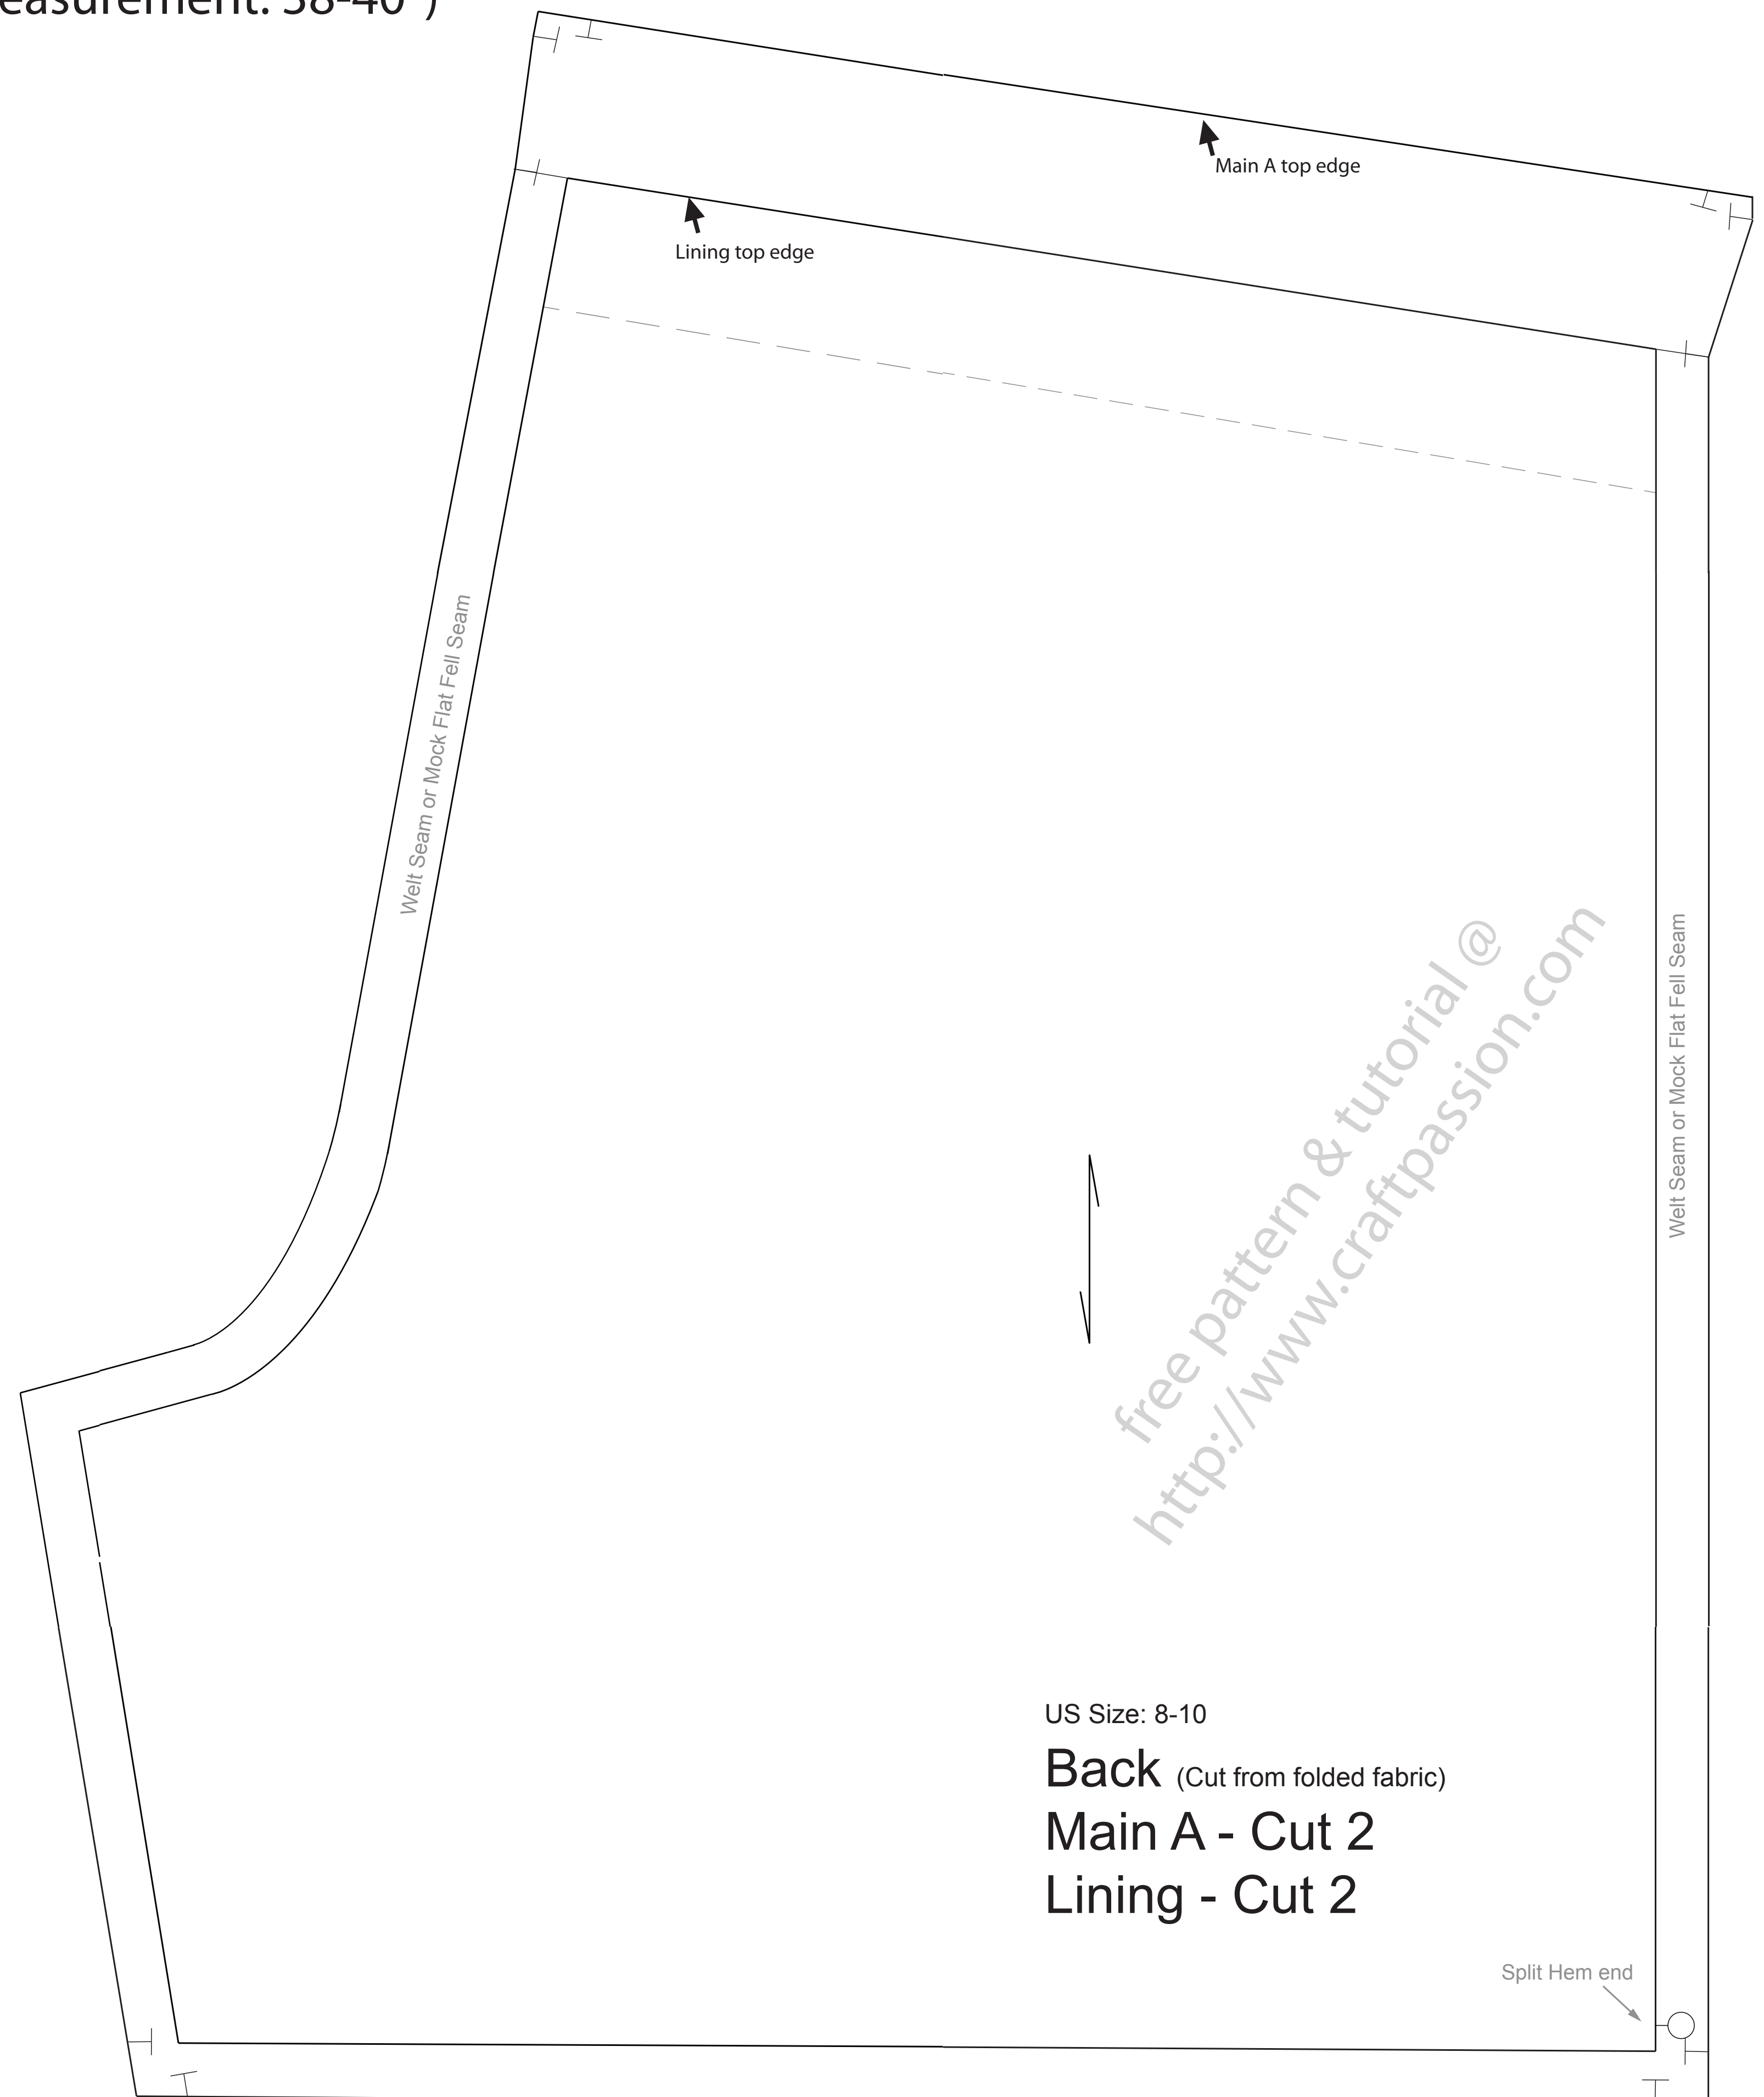 easurement: 38-40")
Main A top edge
Lining top edge
Welt Seam or Mock Flat Fell Seam
Welt Seam or Mock Flat Fell Seam
free pattern & tutorial @
http://www.craftpassion.com
US Size: 8-10
Back (Cut from folded fabric)
Main A - Cut 2
Lining - Cut 2
Split Hem end